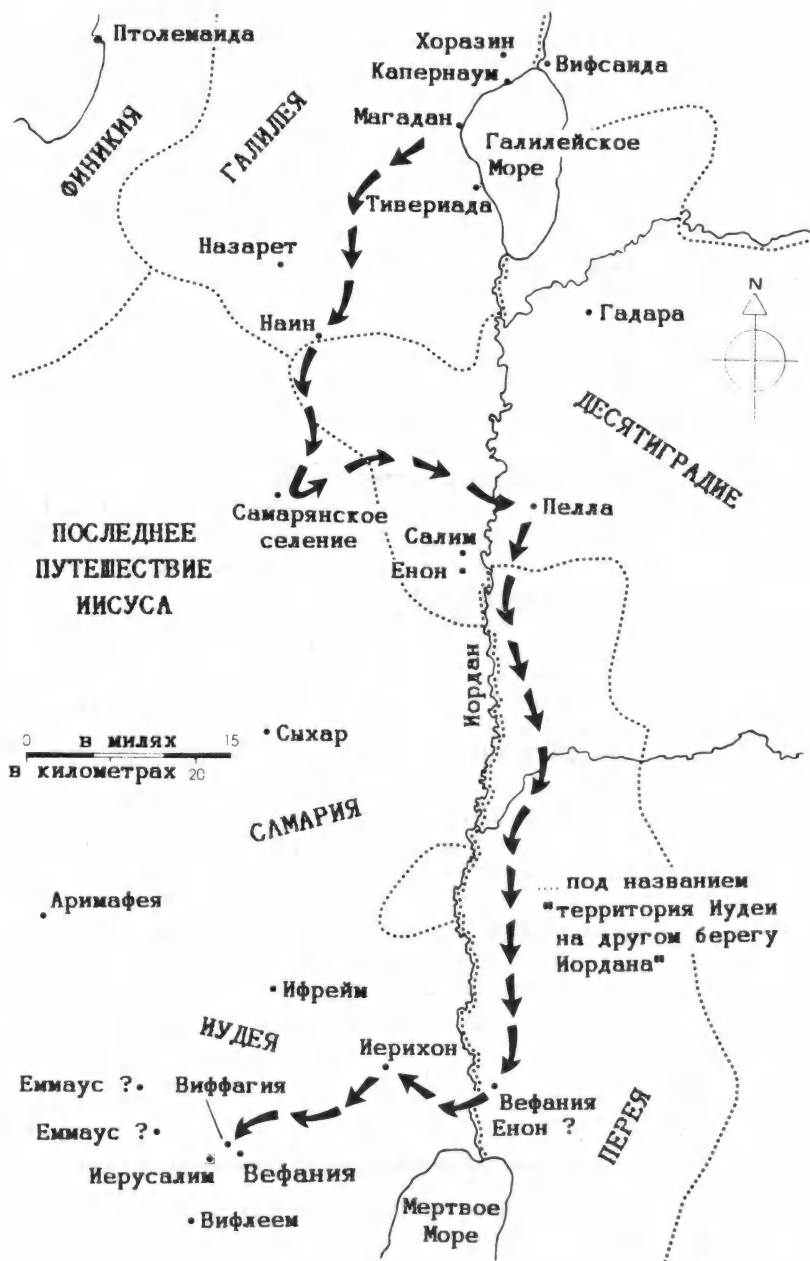 Птолемаида
Хоразин
Капернаум
Вифсаида
Магадан
ФИНИКИЯ
ГАЛИЛЕЯ
Галилейское
Море
Тивериада
Назарет
N
Гадара
Наин
ДЕСЯТИГРАДИЕ
Самарянское
селение
Пелла
ПОСЛЕДНЕЕ
ПУТЕШЕСТВИЕ
ИИСУСА
Салим
Енон
Иордан
0 в милях 15
в километрах 20
Сыхар
САМАРИЯ
Аримафея
.... под названием
"территория Иудеи
на другом берегу
Иордана"
Ифрейм
ИУДЕЯ
Иерихон
Еммаус ?
Виффагия
Вефания
Енон ?
ПЕРЕЯ
Еммаус ?
Иерусалим
Вефания
Вифлеем
Мертвое
Море